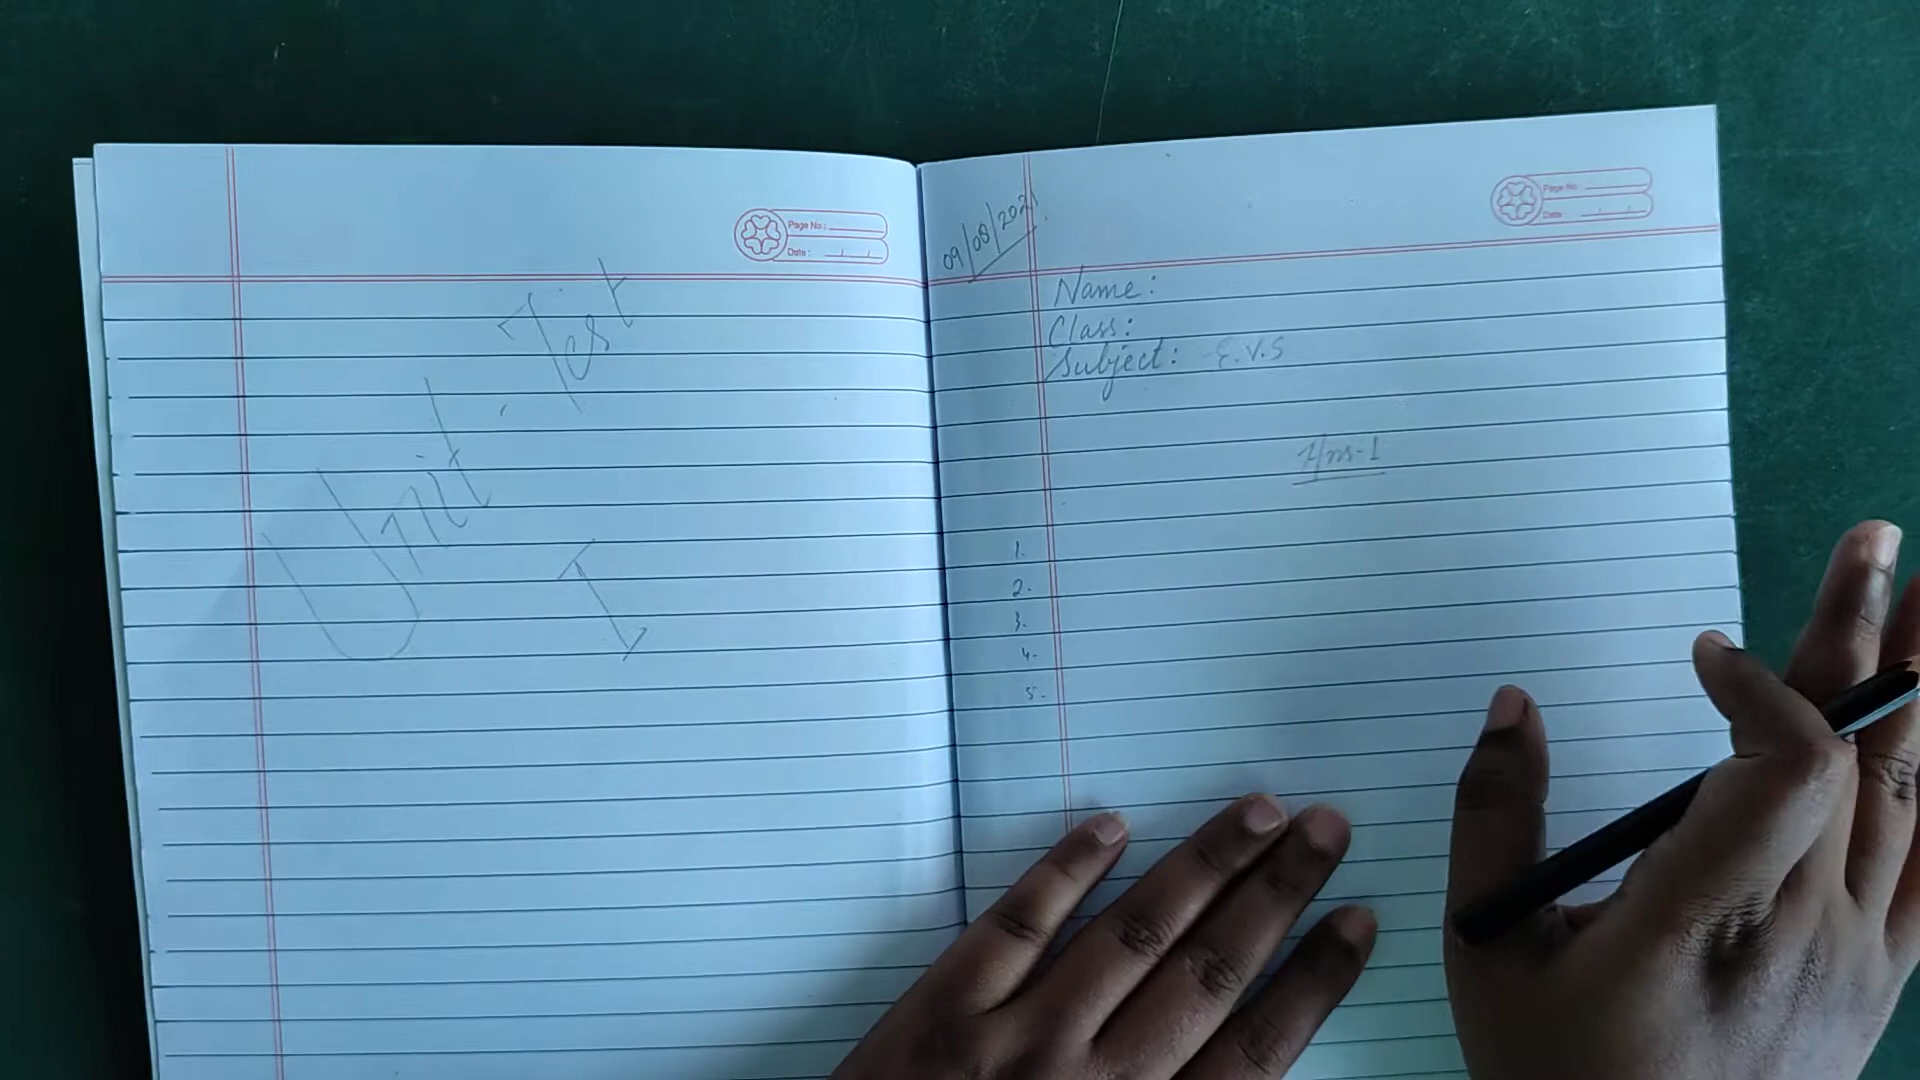 Page No:
Date:
Unit-Test
I
Page No:
Date:
09/08/2021
Name:
Class:
Subject: E.V.S
Ans-I
1.
2.
3.
4.
5.